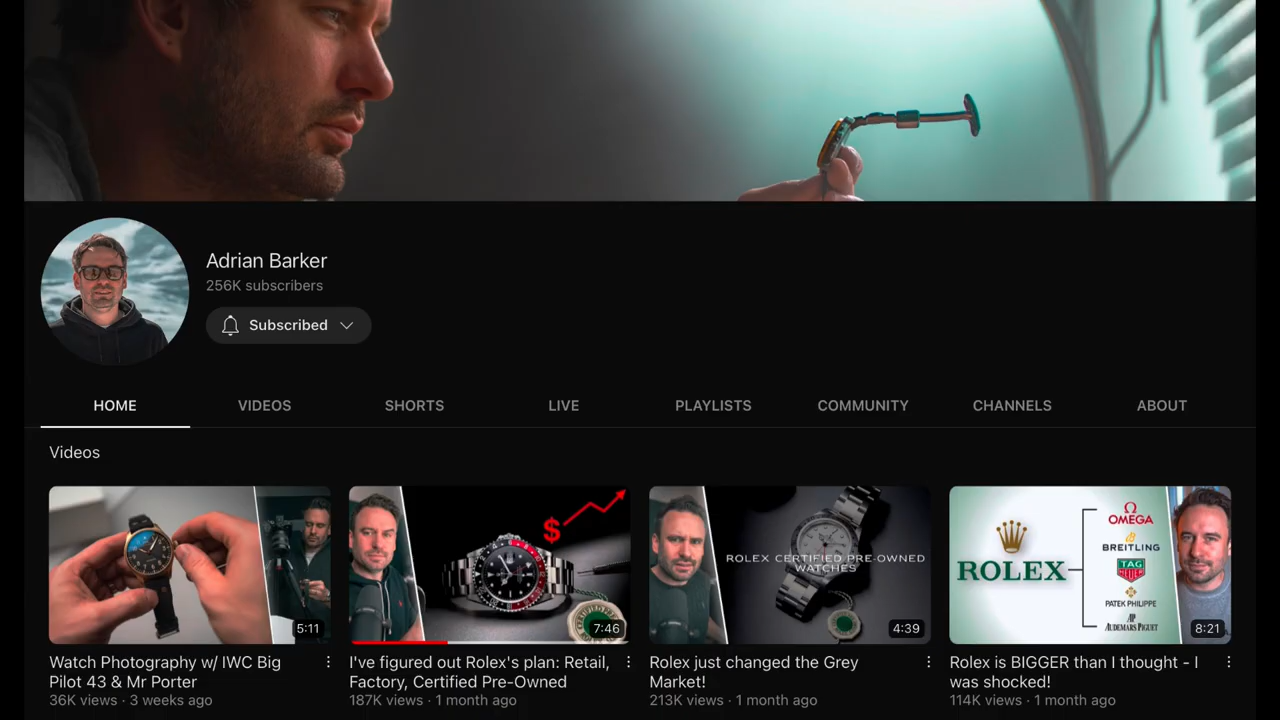 Adrian Barker
256K subscribers
Subscribed
HOME
VIDEOS
SHORTS
LIVE
PLAYLISTS
COMMUNITY
CHANNELS
ABOUT
Videos
5:11
$
7:46
ROLEX CERTIFIED PRE-OWNED
WATCHES
4:39
ROLEX
OMEGA
BREITLING
TAG
HEUER
PATEK PHILIPPE
AP
AUDEMARS PIGUET
8:21
Watch Photography w/ IWC Big
Pilot 43 & Mr Porter
36K views · 3 weeks ago
I've figured out Rolex's plan: Retail,
Factory, Certified Pre-Owned
187K views · 1 month ago
Rolex just changed the Grey
Market!
213K views · 1 month ago
Rolex is BIGGER than I thought - I
was shocked!
114K views · 1 month ago